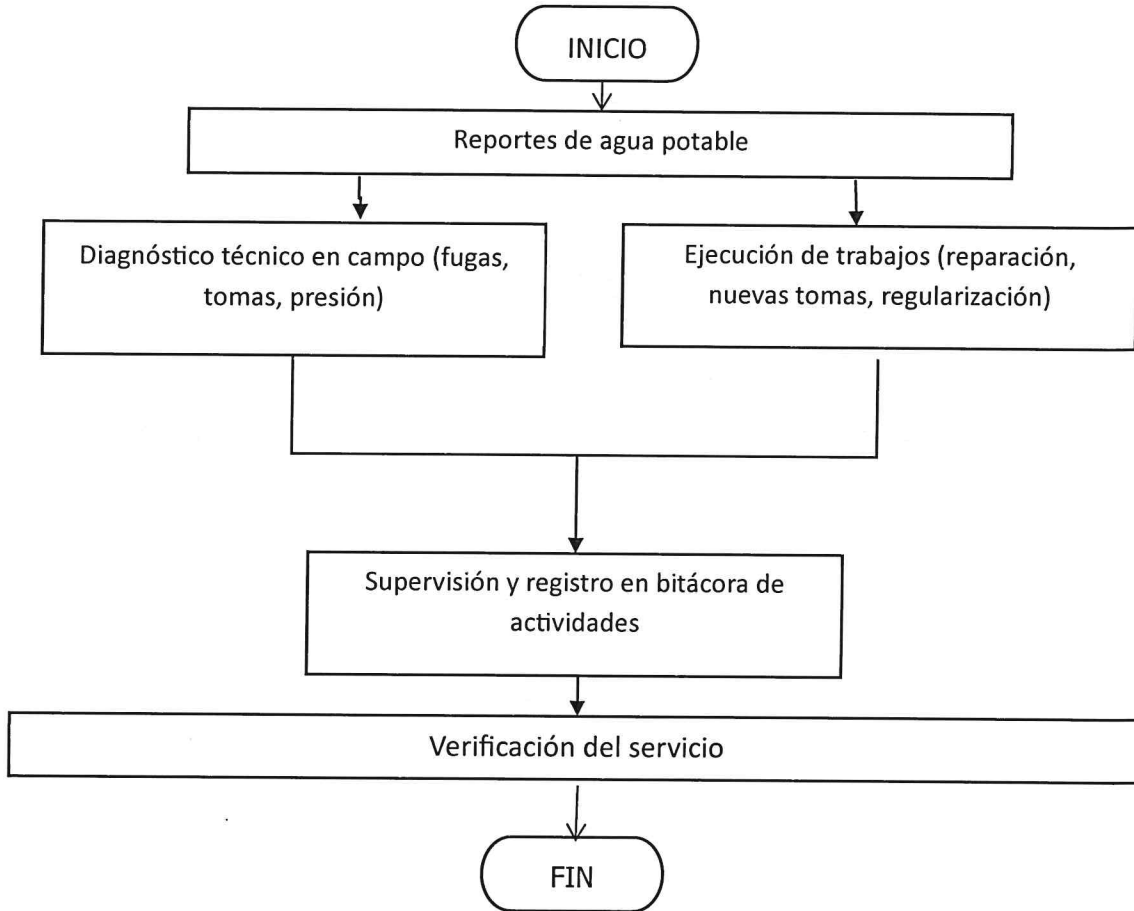 INICIO
Reportes de agua potable
Diagnóstico técnico en campo (fugas,
tomas, presión)
Ejecución de trabajos (reparación,
nuevas tomas, regularización)
Supervisión y registro en bitácora de
actividades
Verificación del servicio
FIN